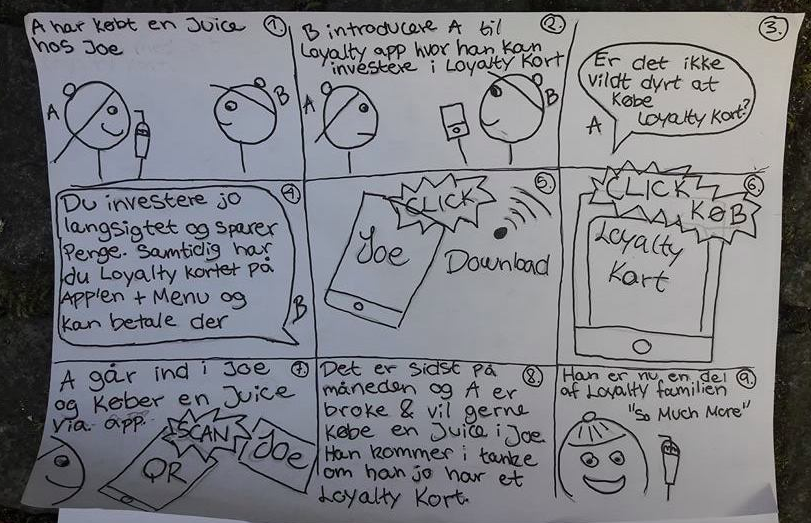 A har købt en Juice
hos Joe
1.
A
B
B introducere A til
Loyalty app hvor han kan
investere i Loyalty Kort
2.
A
B
3.
Er det ikke
vildt dyrt at
købe
Loyalty Kort?
A
4.
Du investere jo
langsigtet og sparer
Penge. Samtidig har
du Loyalty kortet på
App'en + Menu og
kan betale der
B
5.
CLICK
Joe
Download
6.
CLICK
KØB
Loyalty
Kart
7.
A går ind i Joe
og Køber en Juice
via app.
SCAN
QR
Joe
8.
Det er sidst på
måneden og A er
broke & vil gerne
købe en Juice i Joe.
Han kommer i tanke
om han jo har et
Loyalty Kort.
9.
Han er nu en del
af Loyalty familien
"So Much More"